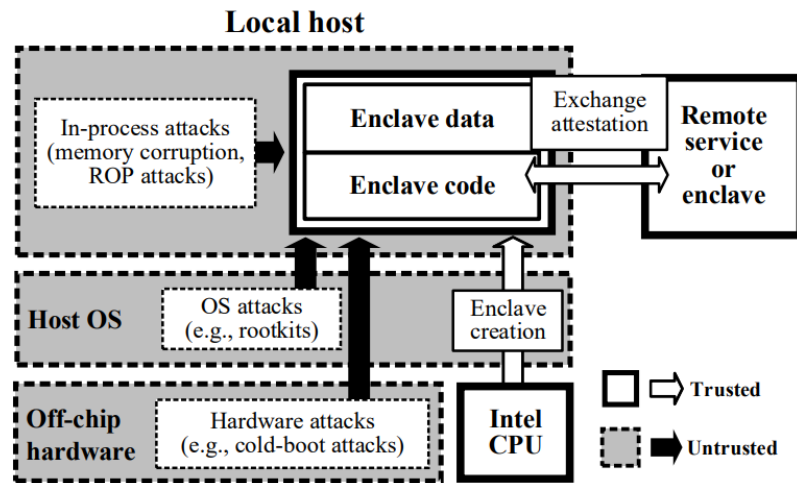 Local host
In-process attacks
(memory corruption,
ROP attacks)
Enclave data
Enclave code
Exchange
attestation
Remote
service
or
enclave
Host OS
OS attacks
(e.g., rootkits)
Enclave
creation
Off-chip
hardware
Hardware attacks
(e.g., cold-boot attacks)
Intel
CPU
Trusted
Untrusted